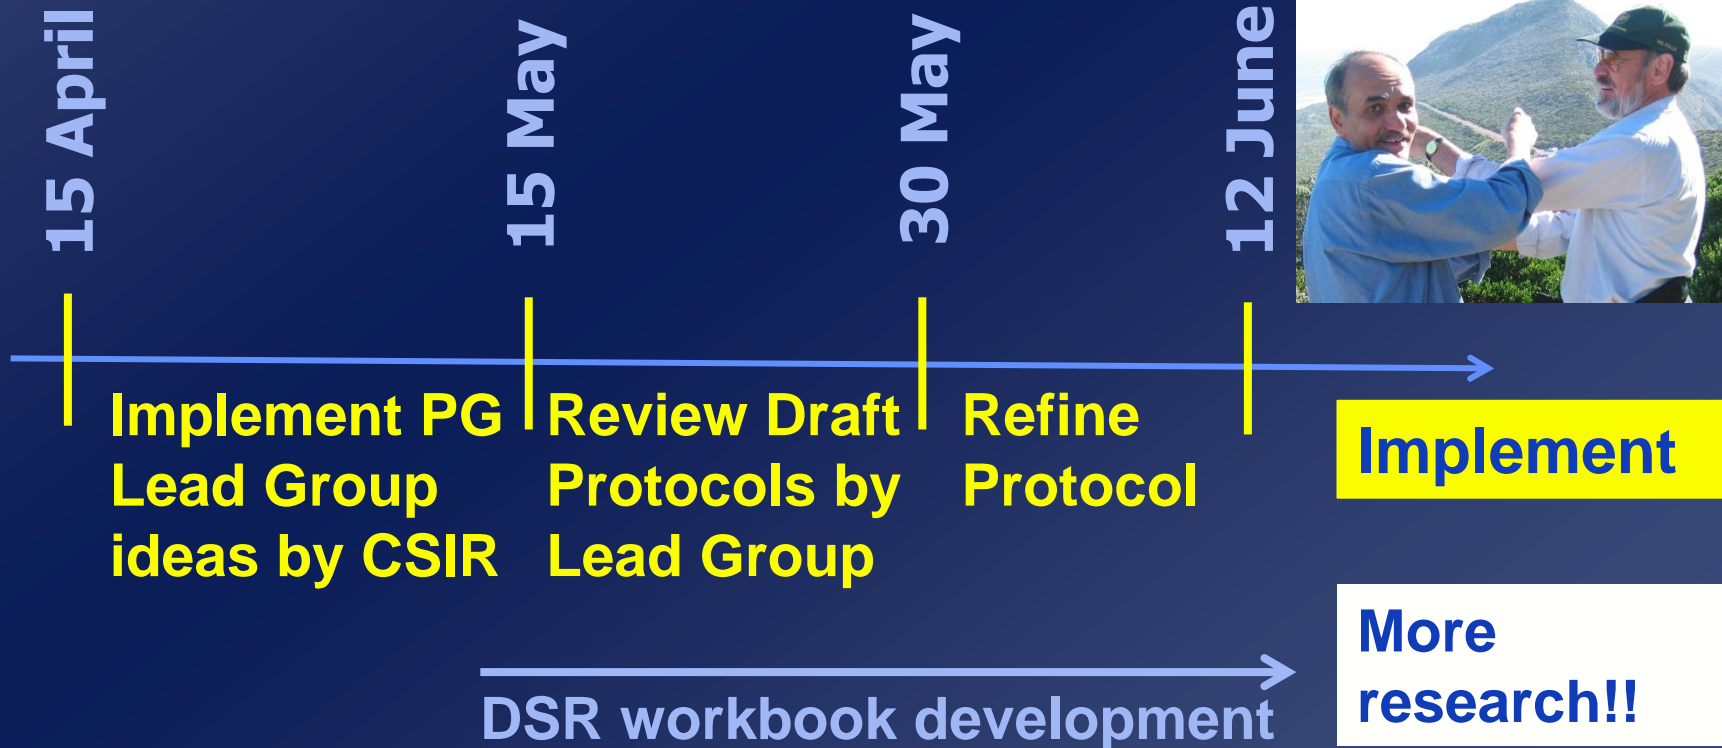 15 April
15 May
30 May
12 June
Implement PG
Lead Group
ideas by CSIR
Review Draft
Protocols by
Lead Group
Refine
Protocol
Implement
More
research!!
DSR workbook development